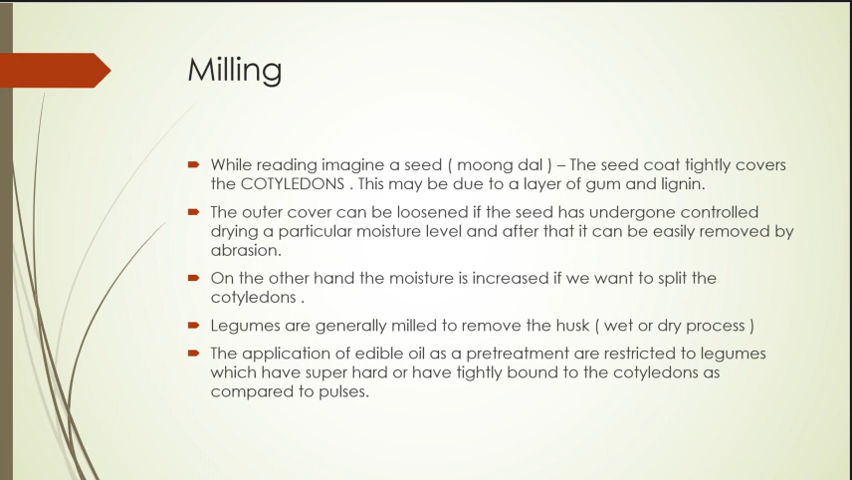 Milling
While reading imagine a seed ( moong dal ) – The seed coat tightly covers
the COTYLEDONS . This may be due to a layer of gum and lignin.
The outer cover can be loosened if the seed has undergone controlled
drying a particular moisture level and after that it can be easily removed by
abrasion.
On the other hand the moisture is increased if we want to split the
cotyledons .
Legumes are generally milled to remove the husk ( wet or dry process )
The application of edible oil as a pretreatment are restricted to legumes
which have super hard or have tightly bound to the cotyledons as
compared to pulses.